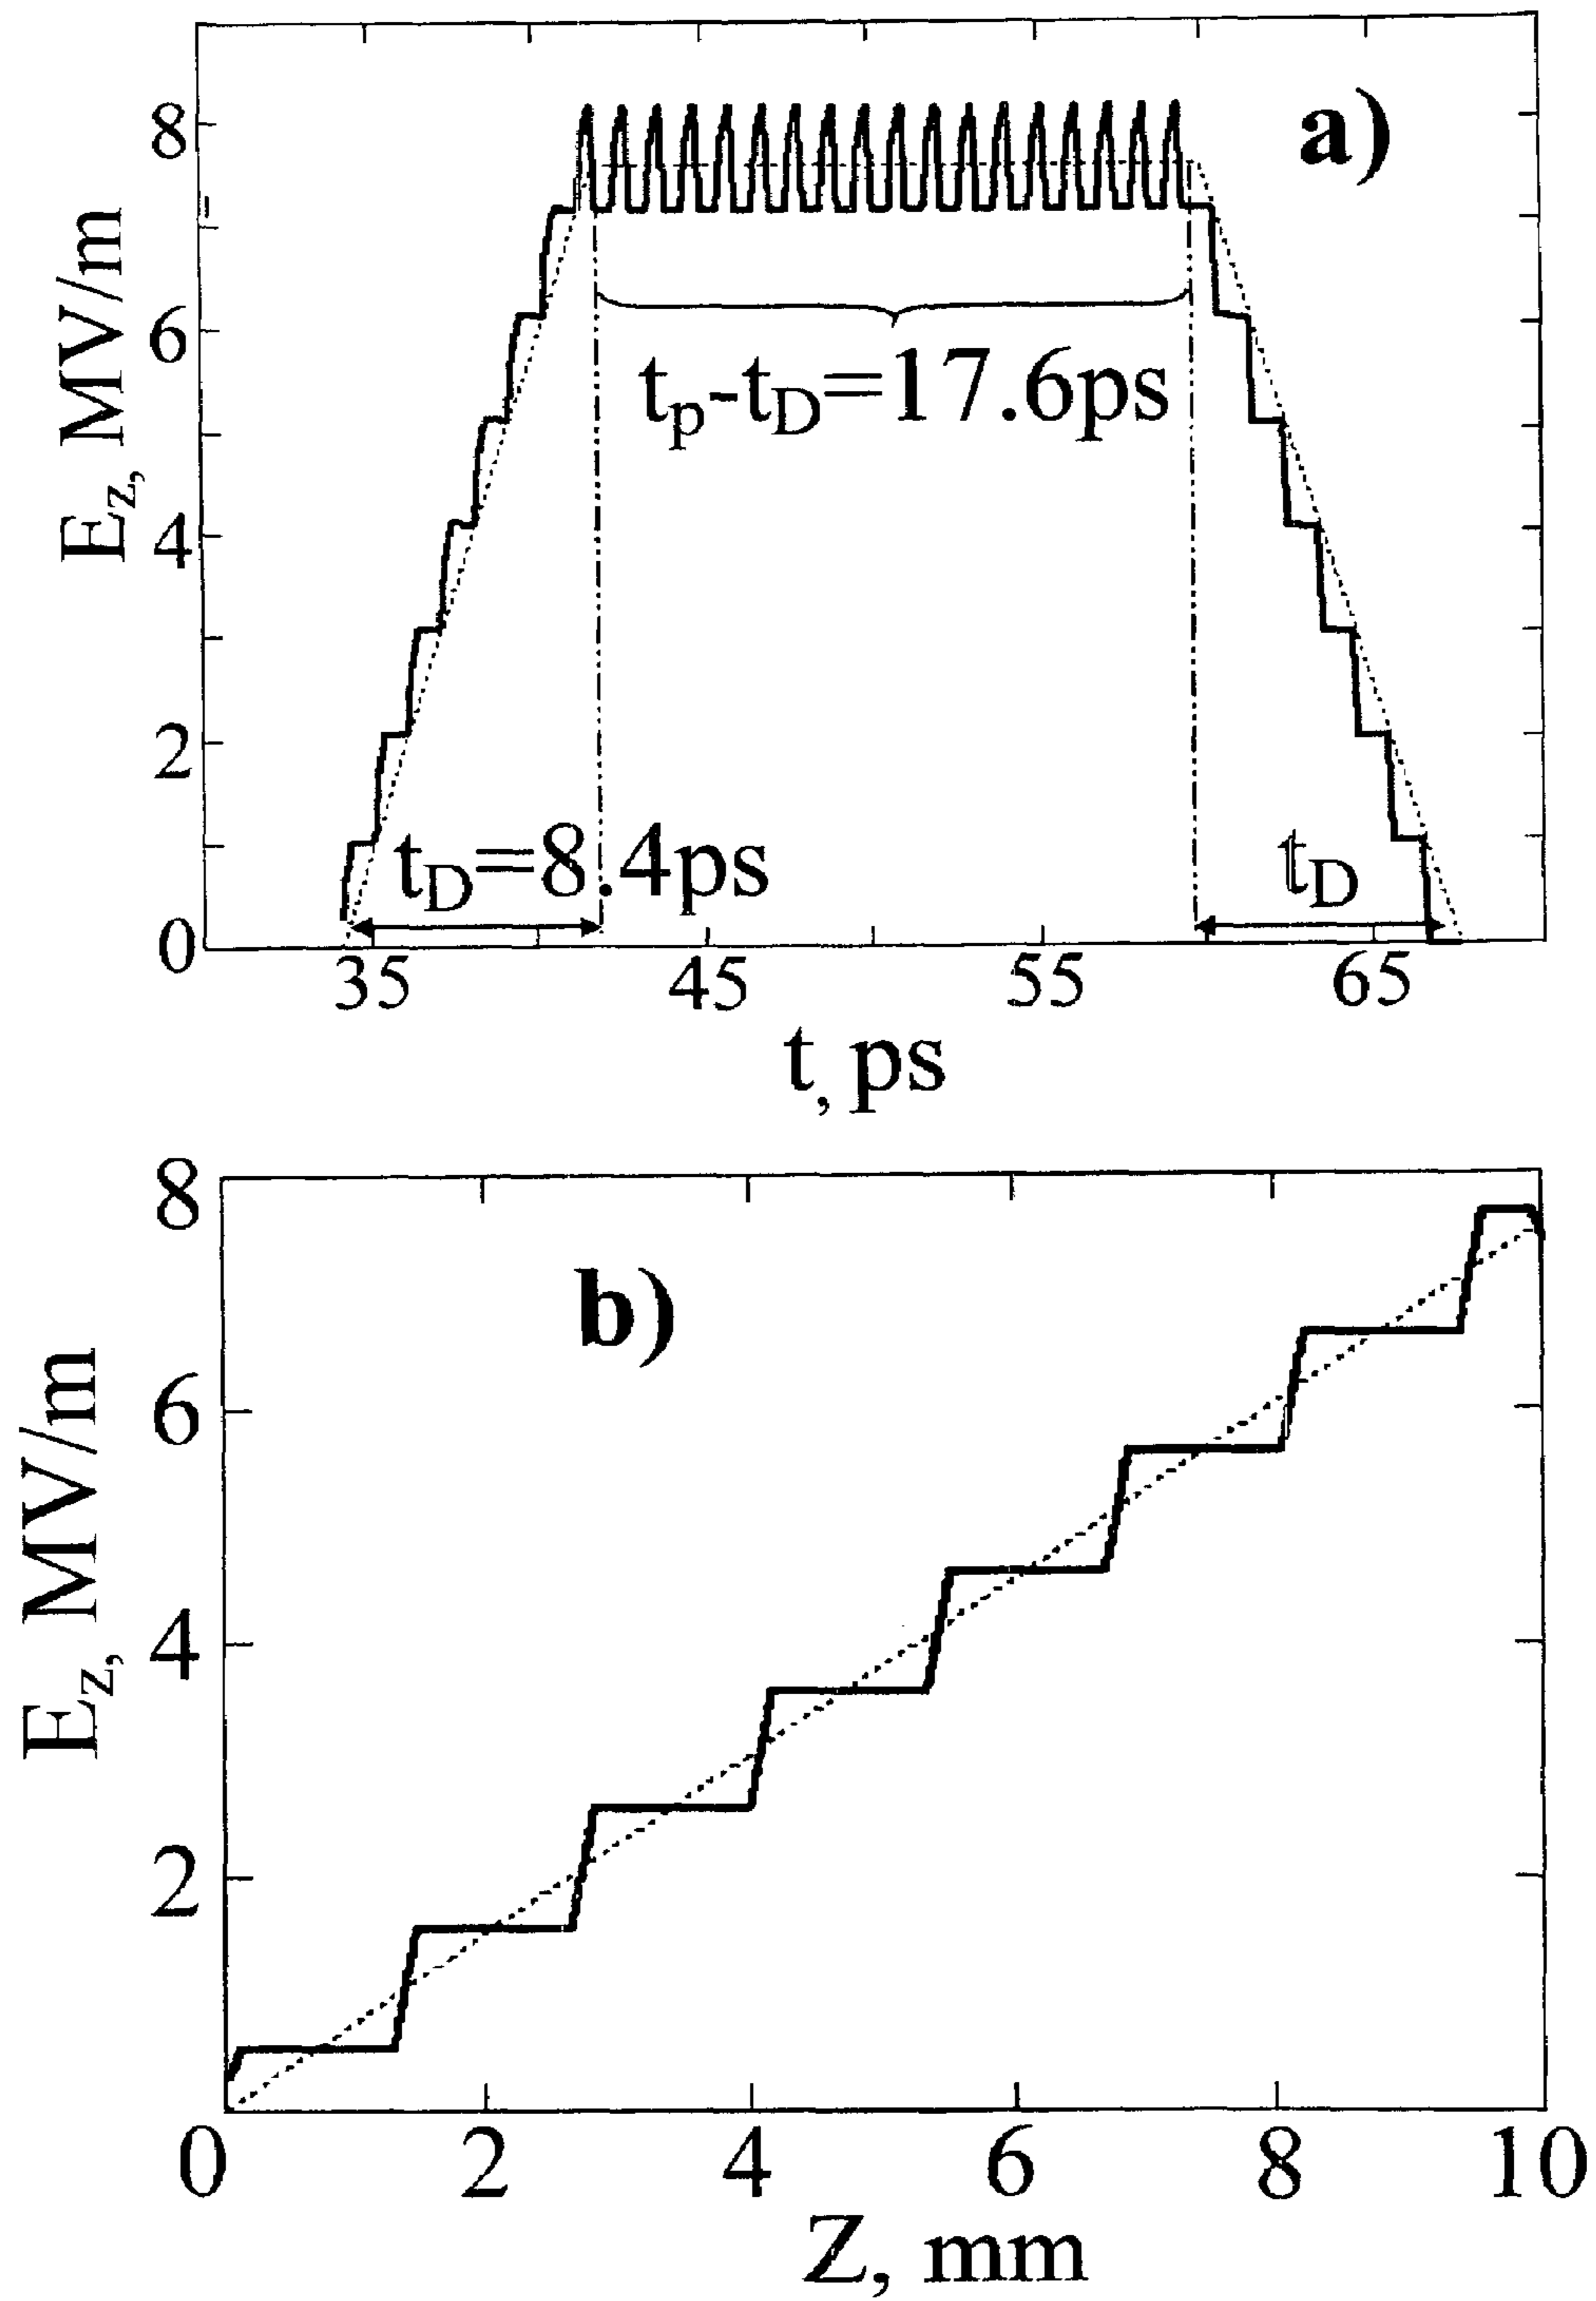 a)
8
6
4
2
0
E_z, MV/m
t_p-t_D=17.6ps
t_D=8.4ps
t_D
35 45 55 65
t, ps
b)
8
6
4
2
E_z, MV/m
0 2 4 6 8 10
Z, mm